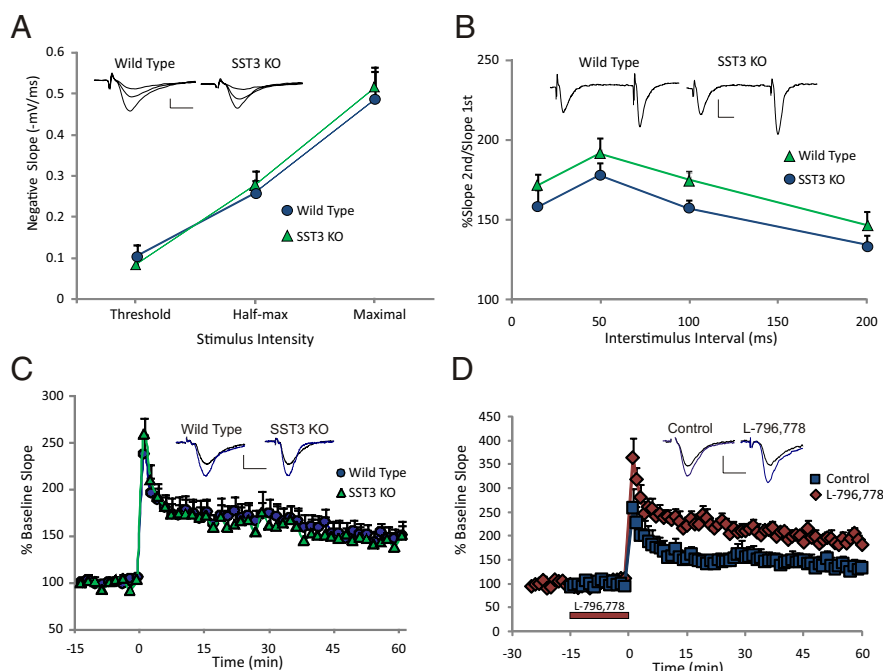 A
Wild Type SST3 KO
0.6
0.5
0.4
0.3
0.2
0.1
0
Negative Slope (-mV/ms)
Wild Type
SST3 KO
Threshold Half-max Maximal
Stimulus Intensity
B
Wild Type SST3 KO
250
200
150
100
%Slope 2nd/Slope 1st
Wild Type
SST3 KO
0 50 100 150 200
Interstimulus Interval (ms)
C
Wild Type SST3 KO
300
250
200
150
100
50
% Baseline Slope
Wild Type
SST3 KO
-15 0 15 30 45 60
Time (min)
D
Control L-796,778
450
400
350
300
250
200
150
100
50
0
% Baseline Slope
Control
L-796,778
L-796,778
-30 -15 0 15 30 45 60
Time (min)